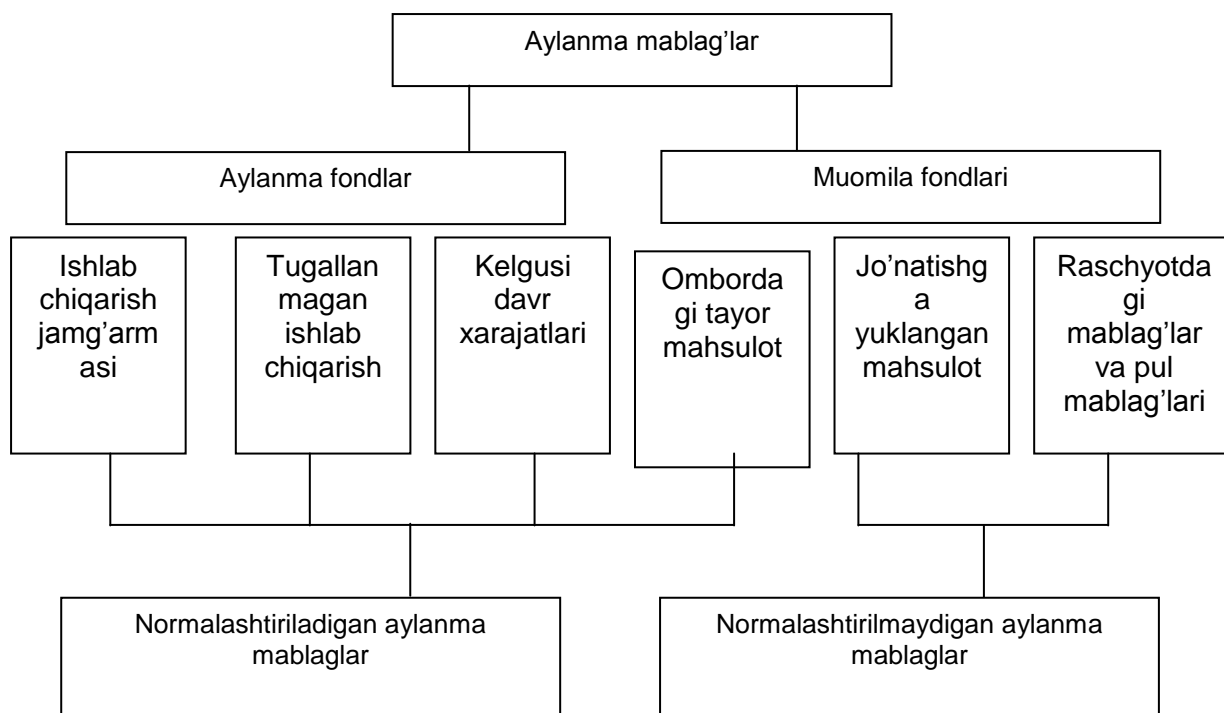 Aylanma mablag’lar
Aylanma fondlar
Muomila fondlari
Ishlab
chiqarish
jamg’arm
asi
Tugallan
magan
ishlab
chiqarish
Kelgusi
davr
xarajatlari
Omborda
gi tayor
mahsulot
Jo’natishg
a
yuklangan
mahsulot
Raschyotda
gi
mablag’lar
va pul
mablag’lari
Normalashtiriladigan aylanma
mablaglar
Normalashtirilmaydigan aylanma
mablaglar